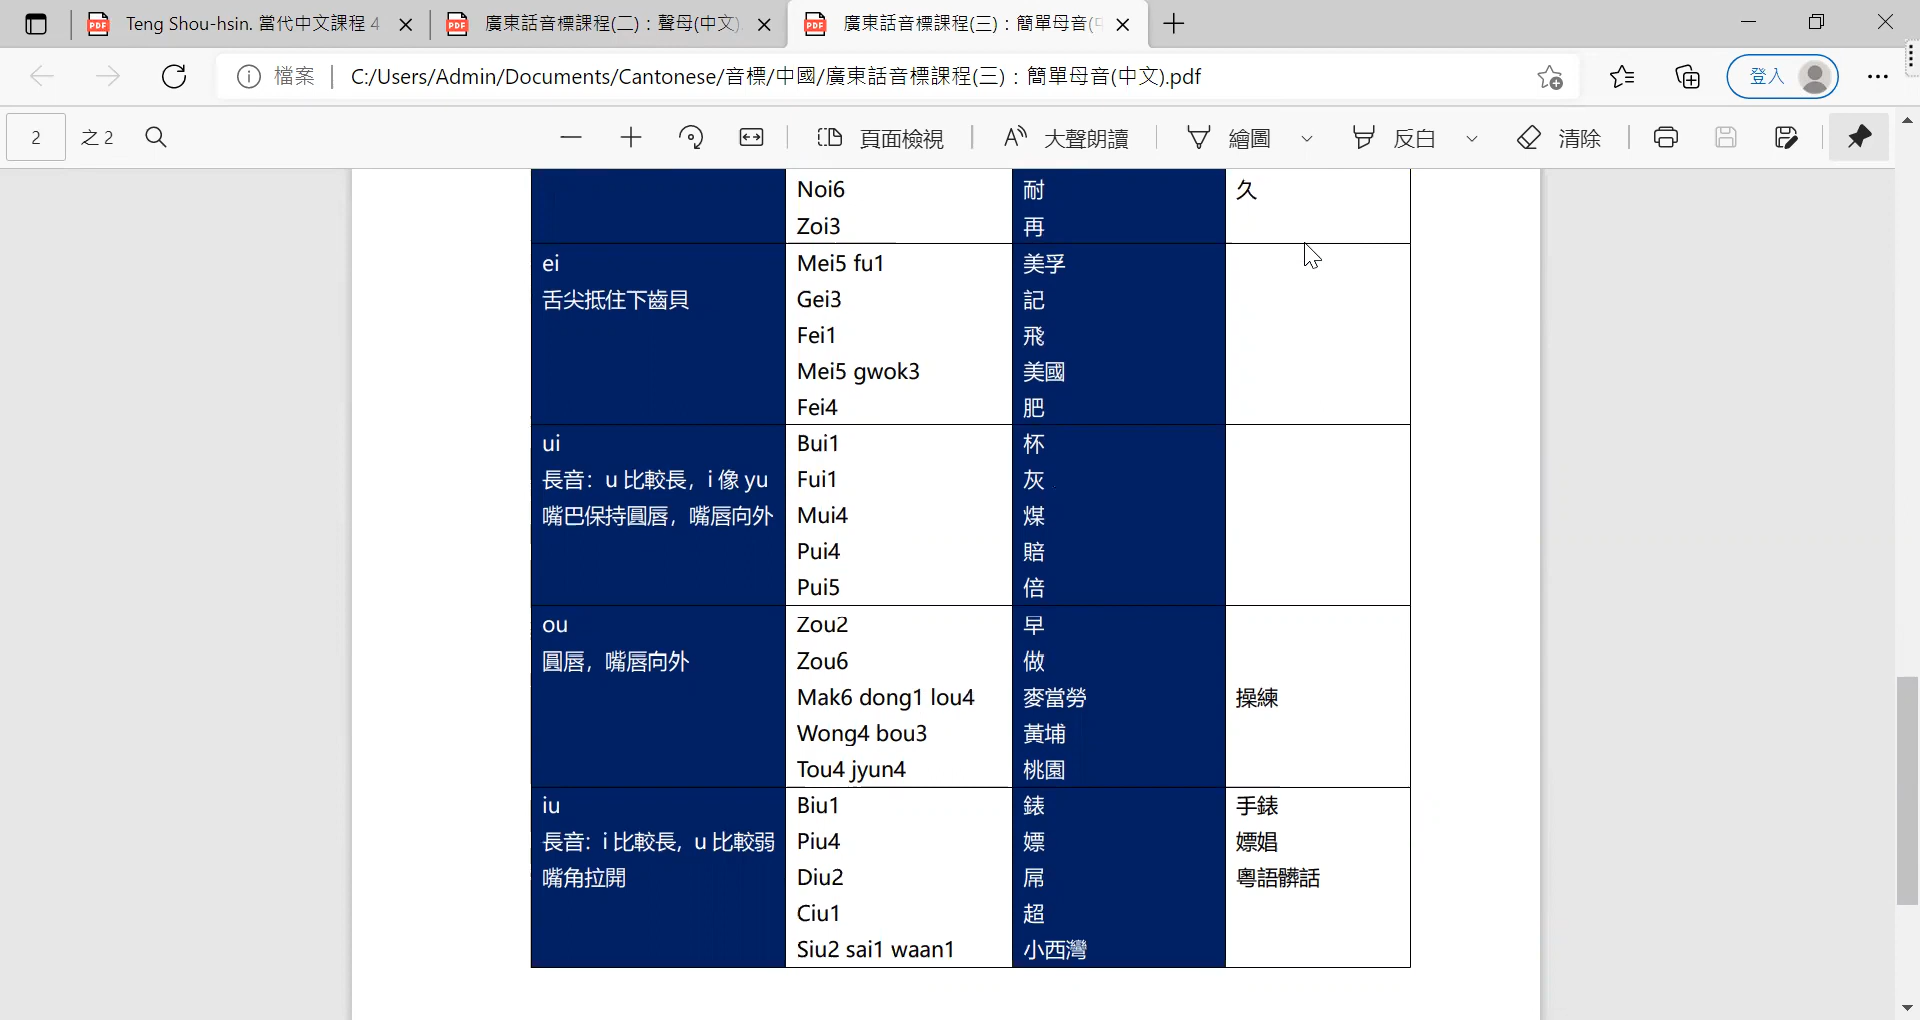 Teng Shou-hsin. 當代中文課程 4
廣東話音標課程(二)：聲母(中文)
廣東話音標課程(三)：簡單母音(中
檔案
C:/Users/Admin/Documents/Cantonese/音標/中國/廣東話音標課程(三)：簡單母音(中文).pdf
登入
2 之 2
頁面檢視
大聲朗讀
繪圖
反白
清除
Noi6 耐 久
Zoi3 再
ei Mei5 fu1 美孚
舌尖抵住下齒貝 Gei3 記
Fei1 飛
Mei5 gwok3 美國
Fei4 肥
ui Bui1 杯
長音：u 比較長，i 像 yu Fui1 灰
嘴巴保持圓唇，嘴唇向外 Mui4 煤
Pui4 賠
Pui5 倍
ou Zou2 早
圓唇，嘴唇向外 Zou6 做
Mak6 dong1 lou4 麥當勞 操練
Wong4 bou3 黃埔
Tou4 jyun4 桃園
iu Biu1 錶 手錶
長音：i 比較長，u 比較弱 Piu4 嫖 嫖娼
嘴角拉開 Diu2 屌 粵語髒話
Ciu1 超
Siu2 sai1 waan1 小西灣